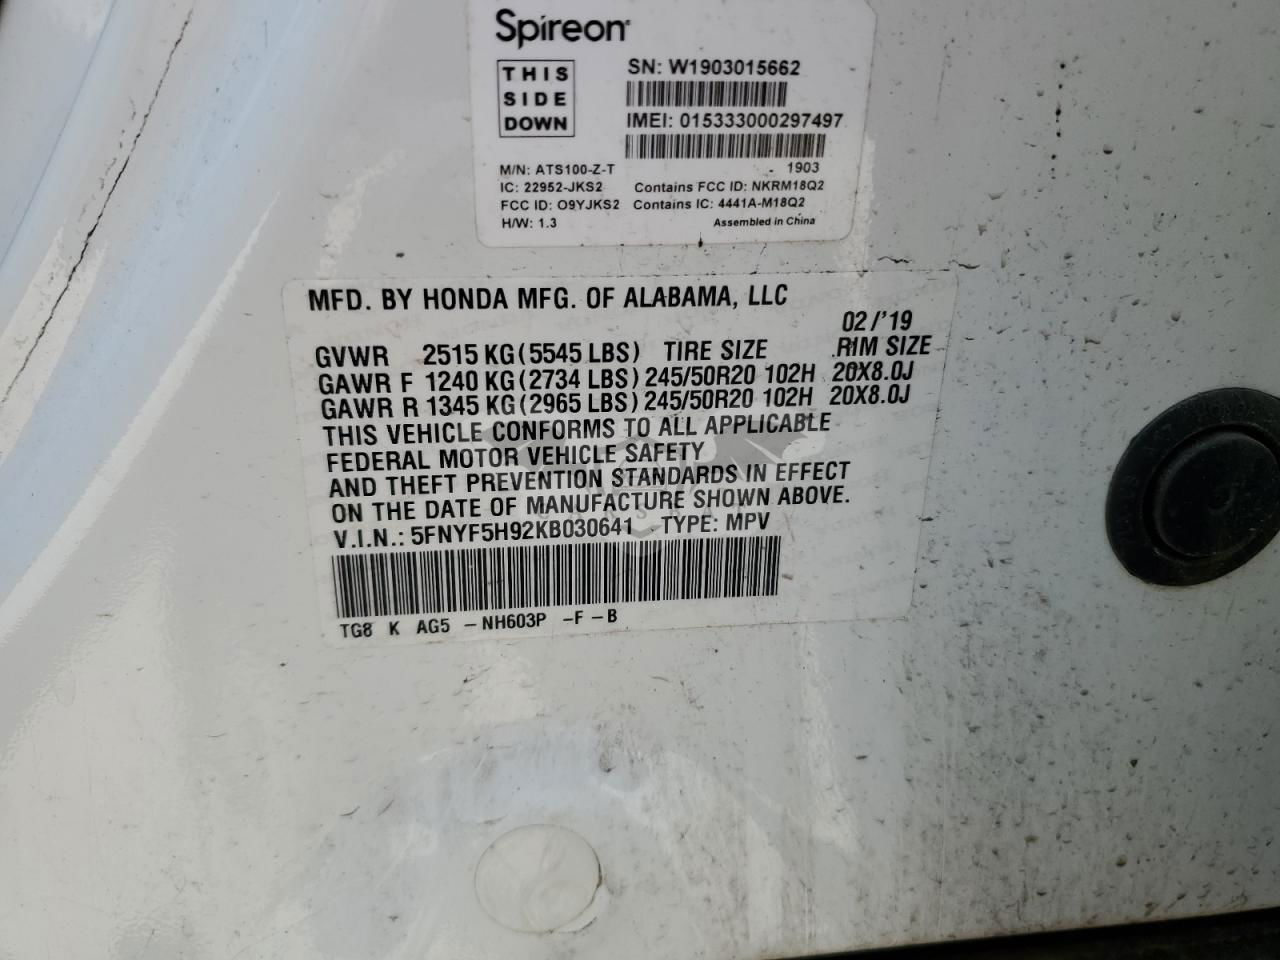 Spireon
THIS
SIDE
DOWN
SN: W1903015662
IMEI: 015333000297497
M/N: ATS100-Z-T 1903
IC: 22952-JKS2 Contains FCC ID: NKRM18Q2
FCC ID: O9YJKS2 Contains IC: 4441A-M18Q2
H/W: 1.3 Assembled in China
MFD. BY HONDA MFG. OF ALABAMA, LLC
02/'19
GVWR 2515 KG (5545 LBS) TIRE SIZE RIM SIZE
GAWR F 1240 KG (2734 LBS) 245/50R20 102H 20X8.0J
GAWR R 1345 KG (2965 LBS) 245/50R20 102H 20X8.0J
THIS VEHICLE CONFORMS TO ALL APPLICABLE
FEDERAL MOTOR VEHICLE SAFETY
AND THEFT PREVENTION STANDARDS IN EFFECT
ON THE DATE OF MANUFACTURE SHOWN ABOVE.
V.I.N.: 5FNYF5H92KB030641 TYPE: MPV
TG8 K AG5 -NH603P -F-B